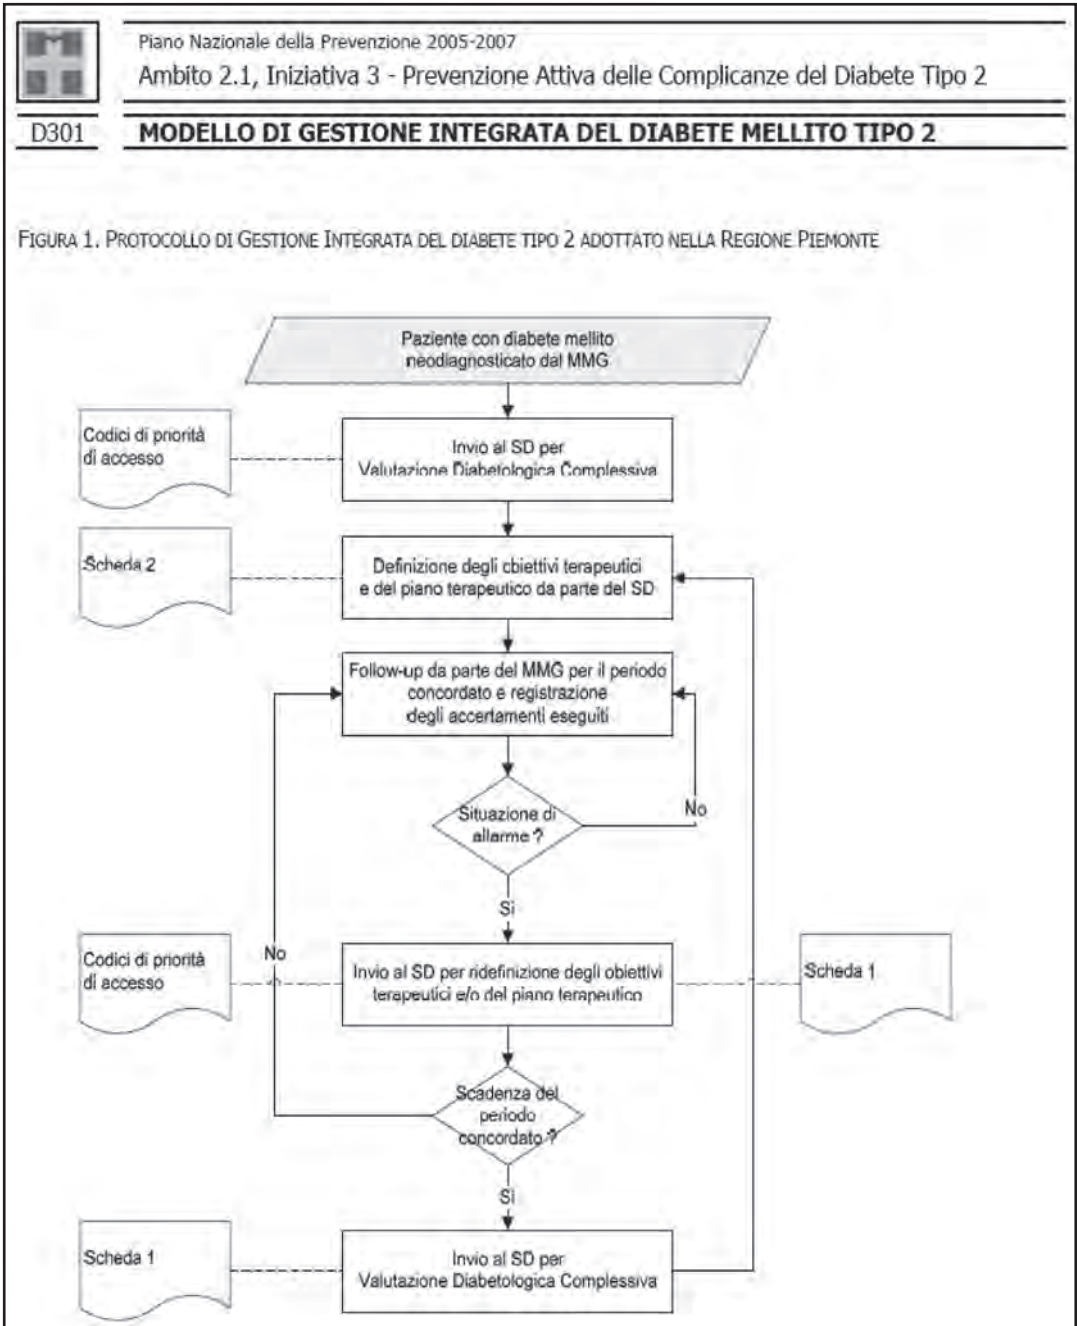 Piano Nazionale della Prevenzione 2005-2007
Ambito 2.1, Iniziativa 3 - Prevenzione Attiva delle Complicanze del Diabete Tipo 2
D301
MODELLO DI GESTIONE INTEGRATA DEL DIABETE MELLITO TIPO 2
FIGURA 1. PROTOCOLLO DI GESTIONE INTEGRATA DEL DIABETE TIPO 2 ADOTTATO NELLA REGIONE PIEMONTE
Paziente con diabete mellito
neodiagnosticato dal MMG
Codici di priorità
di accesso
Invio al SD per
Valutazione Diabetologica Complessiva
Scheda 2
Definizione degli obiettivi terapeutici
e del piano terapeutico da parte del SD
Follow-up da parte del MMG per il periodo
concordato e registrazione
degli accertamenti eseguiti
Situazione di
allarme ?
No
Si
No
Codici di priorità
di accesso
Invio al SD per ridefinizione degli obiettivi
terapeutici e/o del piano terapeutico
Scheda 1
Scadenza del
periodo
concordato ?
Si
Scheda 1
Invio al SD per
Valutazione Diabetologica Complessiva